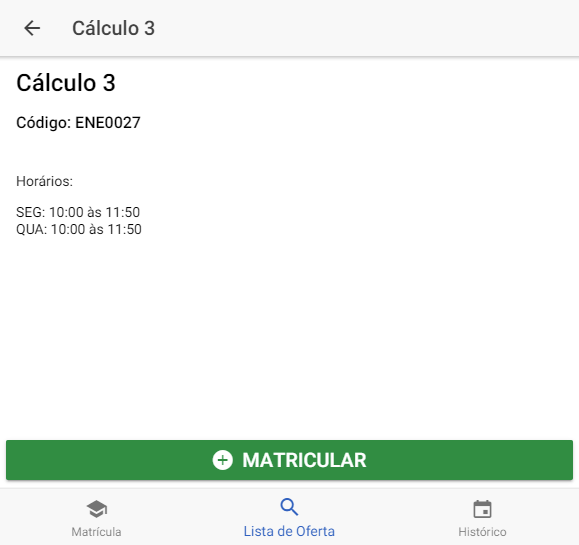 Cálculo 3
Cálculo 3
Código: ENE0027
Horários:
SEG: 10:00 às 11:50
QUA: 10:00 às 11:50
MATRICULAR
Matrícula
Lista de Oferta
Histórico